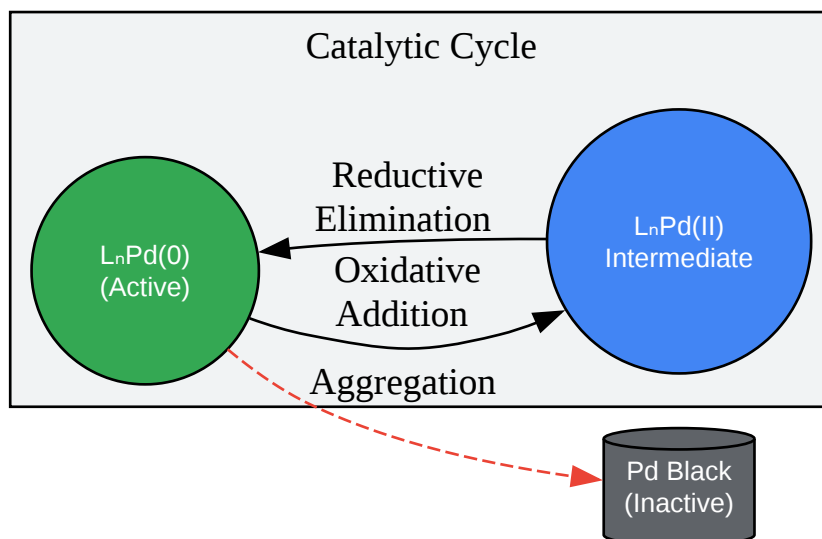 Catalytic Cycle
Reductive
Elimination
LₙPd(0)
(Active)
LₙPd(II)
Intermediate
Oxidative
Addition
Aggregation
Pd Black
(Inactive)